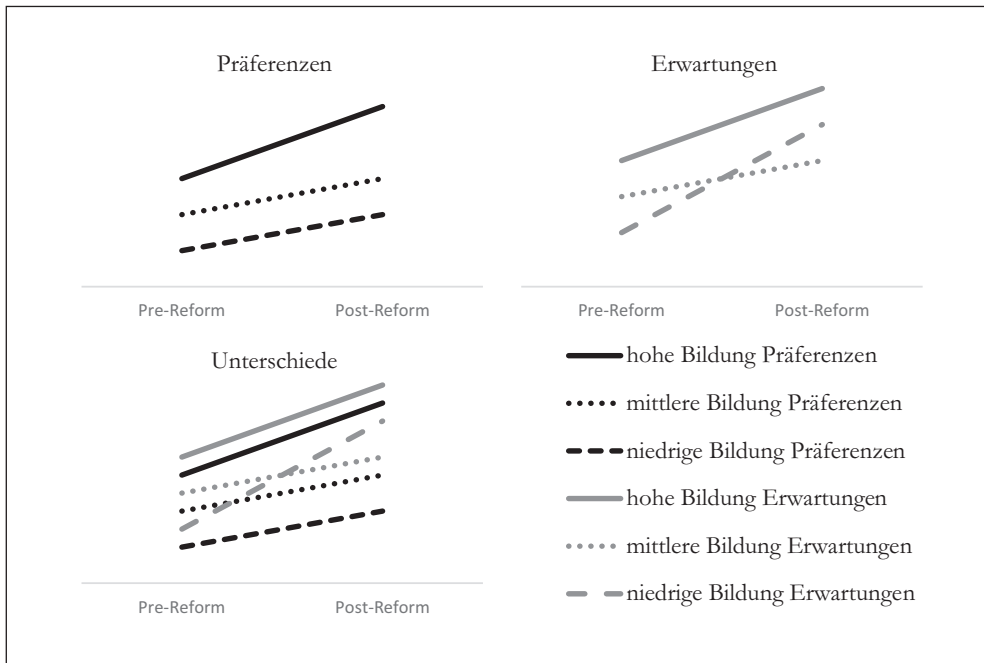 Präferenzen
Erwartungen
Pre-Reform
Post-Reform
Pre-Reform
Post-Reform
Unterschiede
Pre-Reform
Post-Reform
hohe Bildung Präferenzen
mittlere Bildung Präferenzen
niedrige Bildung Präferenzen
hohe Bildung Erwartungen
mittlere Bildung Erwartungen
niedrige Bildung Erwartungen